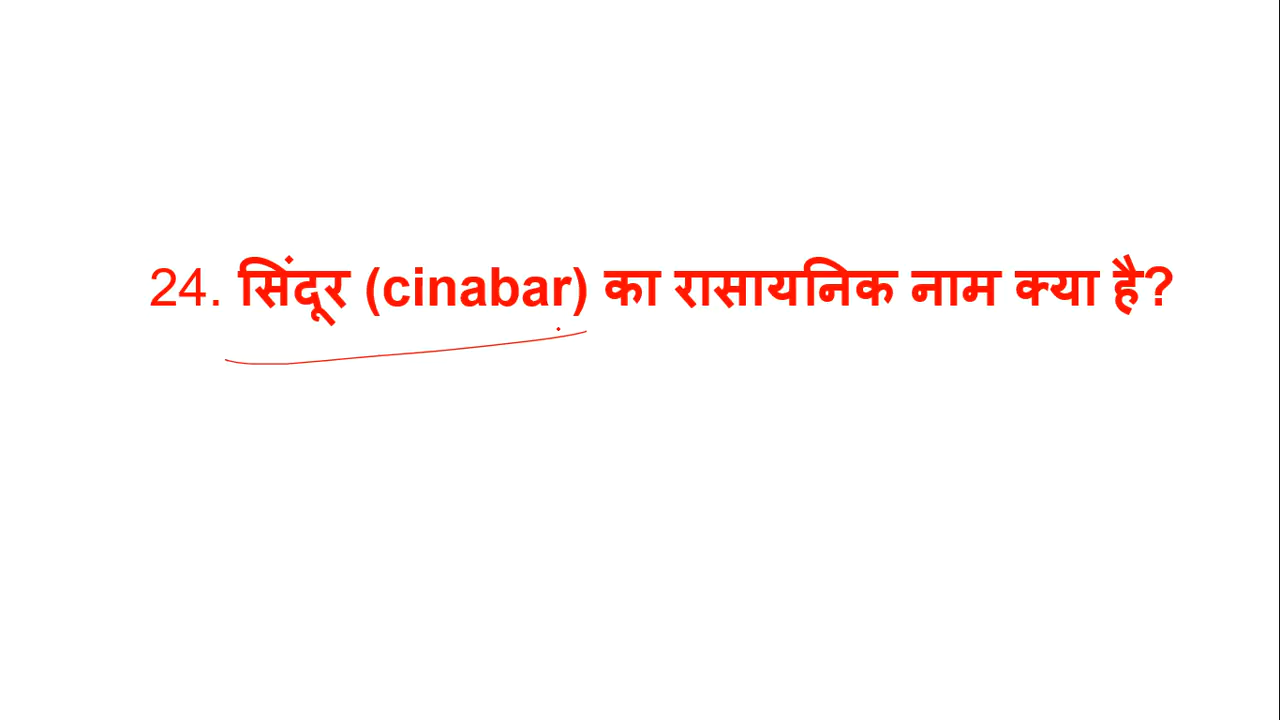 24. सिंदूर (cinabar) का रासायनिक नाम क्या है?